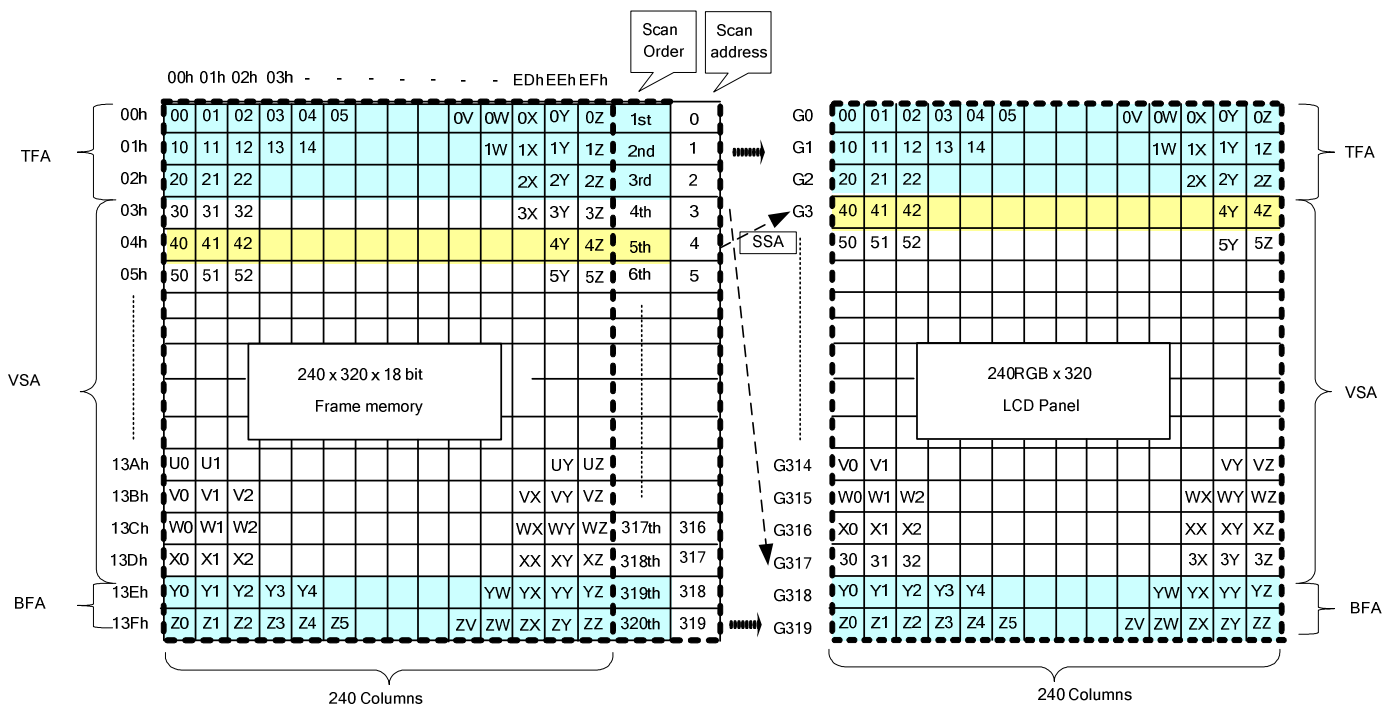 Scan Order
Scan address
00h 01h 02h 03h - - - - - - - EDh EEh EFh
TFA
00h 00 01 02 03 04 05 0V 0W 0X 0Y 0Z 1st 0
01h 10 11 12 13 14 1W 1X 1Y 1Z 2nd 1
02h 20 21 22 2X 2Y 2Z 3rd 2
VSA
03h 30 31 32 3X 3Y 3Z 4th 3
04h 40 41 42 4Y 4Z 5th 4
05h 50 51 52 5Y 5Z 6th 5
240 x 320 x 18 bit
Frame memory
13Ah U0 U1 UY UZ
13Bh V0 V1 V2 VX VY VZ
13Ch W0 W1 W2 WX WY WZ 317th 316
13Dh X0 X1 X2 XX XY XZ 318th 317
BFA
13Eh Y0 Y1 Y2 Y3 Y4 YW YX YY YZ 319th 318
13Fh Z0 Z1 Z2 Z3 Z4 Z5 ZV ZW ZX ZY ZZ 320th 319
240 Columns
SSA
G0 00 01 02 03 04 05 0V 0W 0X 0Y 0Z
G1 10 11 12 13 14 1W 1X 1Y 1Z
G2 20 21 22 2X 2Y 2Z
TFA
G3 40 41 42 4Y 4Z
50 51 52 5Y 5Z
240RGB x 320
LCD Panel
VSA
G314 V0 V1 VY VZ
G315 W0 W1 W2 WX WY WZ
G316 X0 X1 X2 XX XY XZ
G317 30 31 32 3X 3Y 3Z
G318 Y0 Y1 Y2 Y3 Y4 YW YX YY YZ
G319 Z0 Z1 Z2 Z3 Z4 Z5 ZV ZW ZX ZY ZZ
BFA
240 Columns